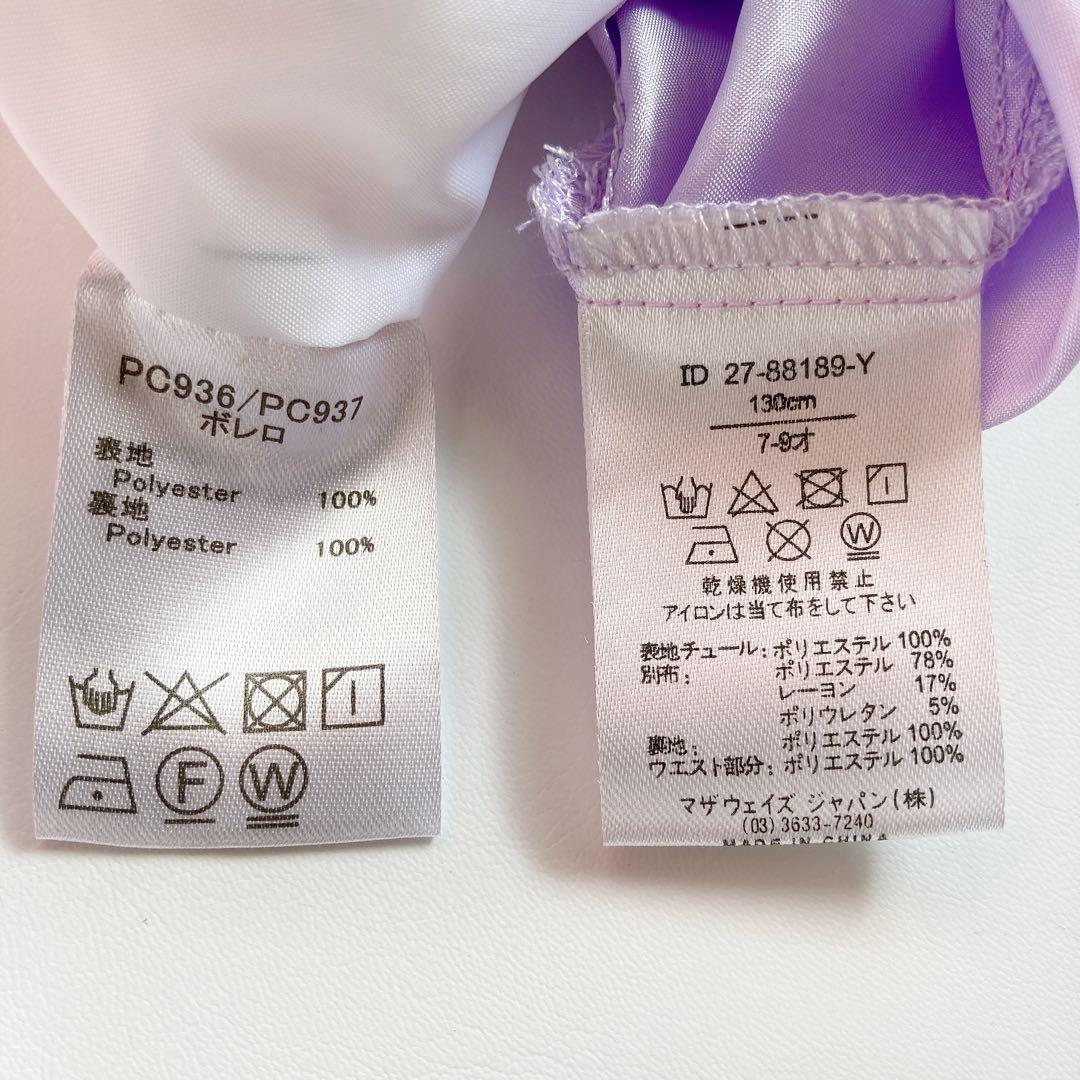 PC936/PC937
ボレロ
表地
Polyester 100%
裏地
Polyester 100%
F W
ID 27-88189-Y
130cm
7-9才
W
乾燥機使用禁止
アイロンは当て布をして下さい
表地チュール:ポリエステル 100%
別布: ポリエステル 78%
レーヨン 17%
ポリウレタン 5%
裏地: ポリエステル 100%
ウエスト部分:ポリエステル 100%
マザウェイズ ジャパン(株)
(03)3633-7240
MADE IN CHINA